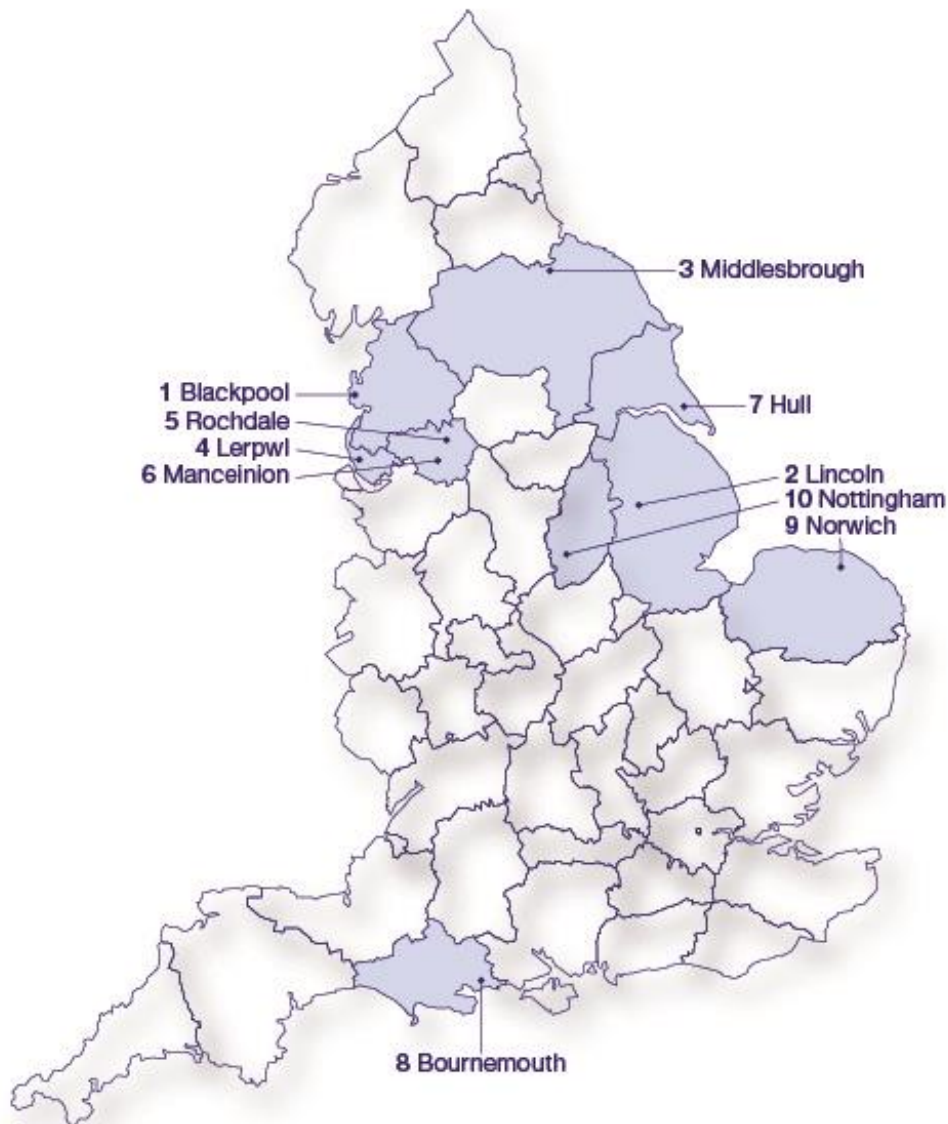 3 Middlesbrough
1 Blackpool
5 Rochdale
4 Lerpwl
6 Manceinion
7 Hull
2 Lincoln
10 Nottingham
9 Norwich
8 Bournemouth